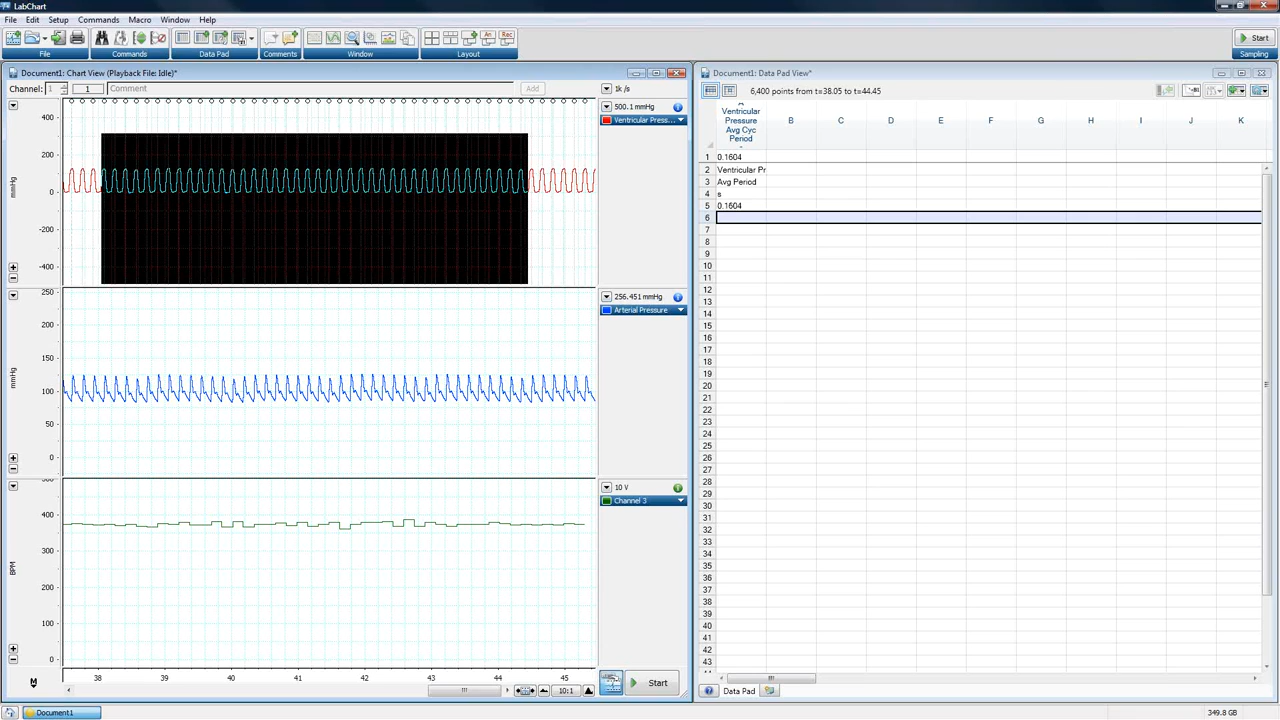 LabChart
File Edit Setup Commands Macro Window Help
File Commands Data Pad Comments Window Layout Sampling
Start
Document1: Chart View (Playback File: Idle)*
Channel: 1 1 Comment Add 1k /s
500.1 mmHg
Ventricular Press...
400
200
0
-200
-400
mmHg
256.451 mmHg
Arterial Pressure
250
200
150
100
50
0
mmHg
10 V
Channel 3
400
300
200
100
0
BPM
38 39 40 41 42 43 44 45
M
10:1
Start
Document1: Data Pad View*
6,400 points from t=38.05 to t=44.45
A B C D E F G H I J K
Ventricular
Pressure
Avg Cyc
Period
1 0.1604
2 Ventricular Pr
3 Avg Period
4 s
5 0.1604
6
7
8
9
10
11
12
13
14
15
16
17
18
19
20
21
22
23
24
25
26
27
28
29
30
31
32
33
34
35
36
37
38
39
40
41
42
43
Data Pad
Document1
349.8 GB